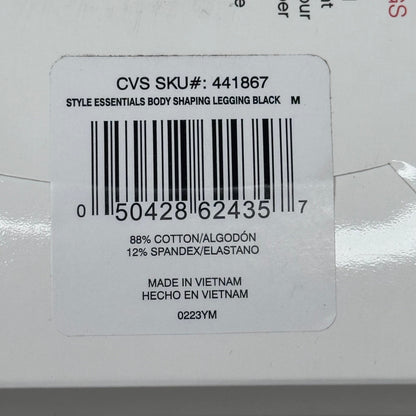 CVS SKU#: 441867
STYLE ESSENTIALS BODY SHAPING LEGGING BLACK M
0 50428 62435 7
88% COTTON/ALGODÓN
12% SPANDEX/ELASTANO
MADE IN VIETNAM
HECHO EN VIETNAM
0223YM